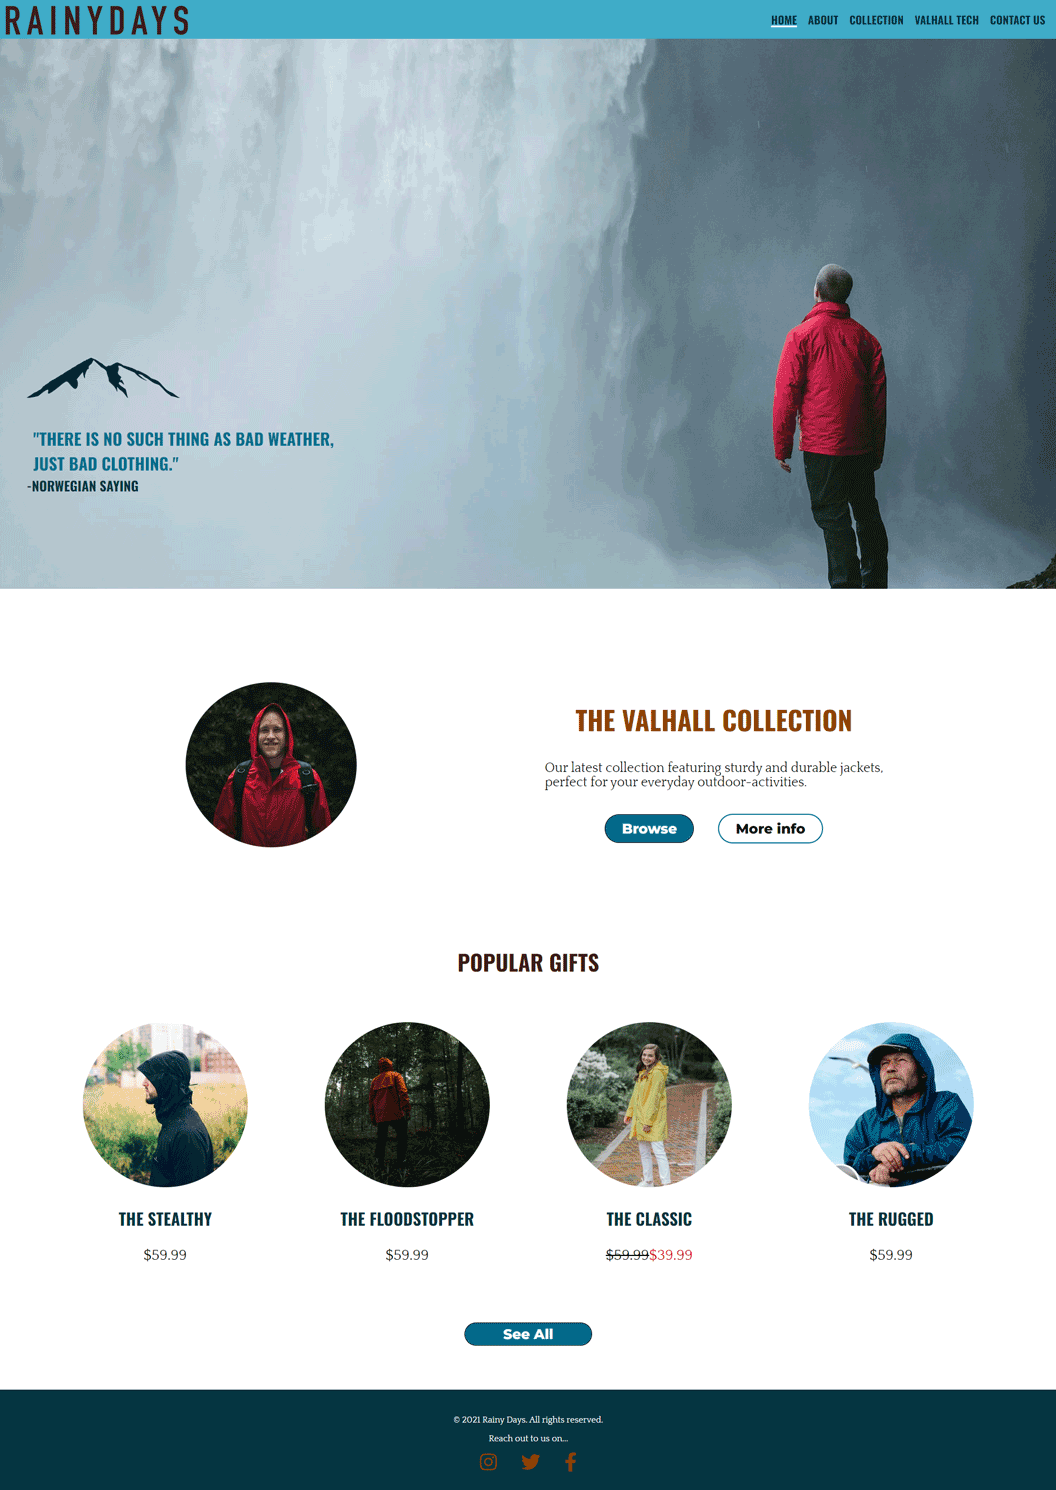 RAINYDAYS
HOME ABOUT COLLECTION VALHALL TECH CONTACT US
"THERE IS NO SUCH THING AS BAD WEATHER,
JUST BAD CLOTHING."
-NORWEGIAN SAYING
THE VALHALL COLLECTION
Our latest collection featuring sturdy and durable jackets,
perfect for your everyday outdoor-activities.
Browse More info
POPULAR GIFTS
THE STEALTHY THE FLOODSTOPPER THE CLASSIC THE RUGGED
$59.99 $59.99 $59.99$39.99 $59.99
See All
© 2021 Rainy Days. All rights reserved.
Reach out to us on...